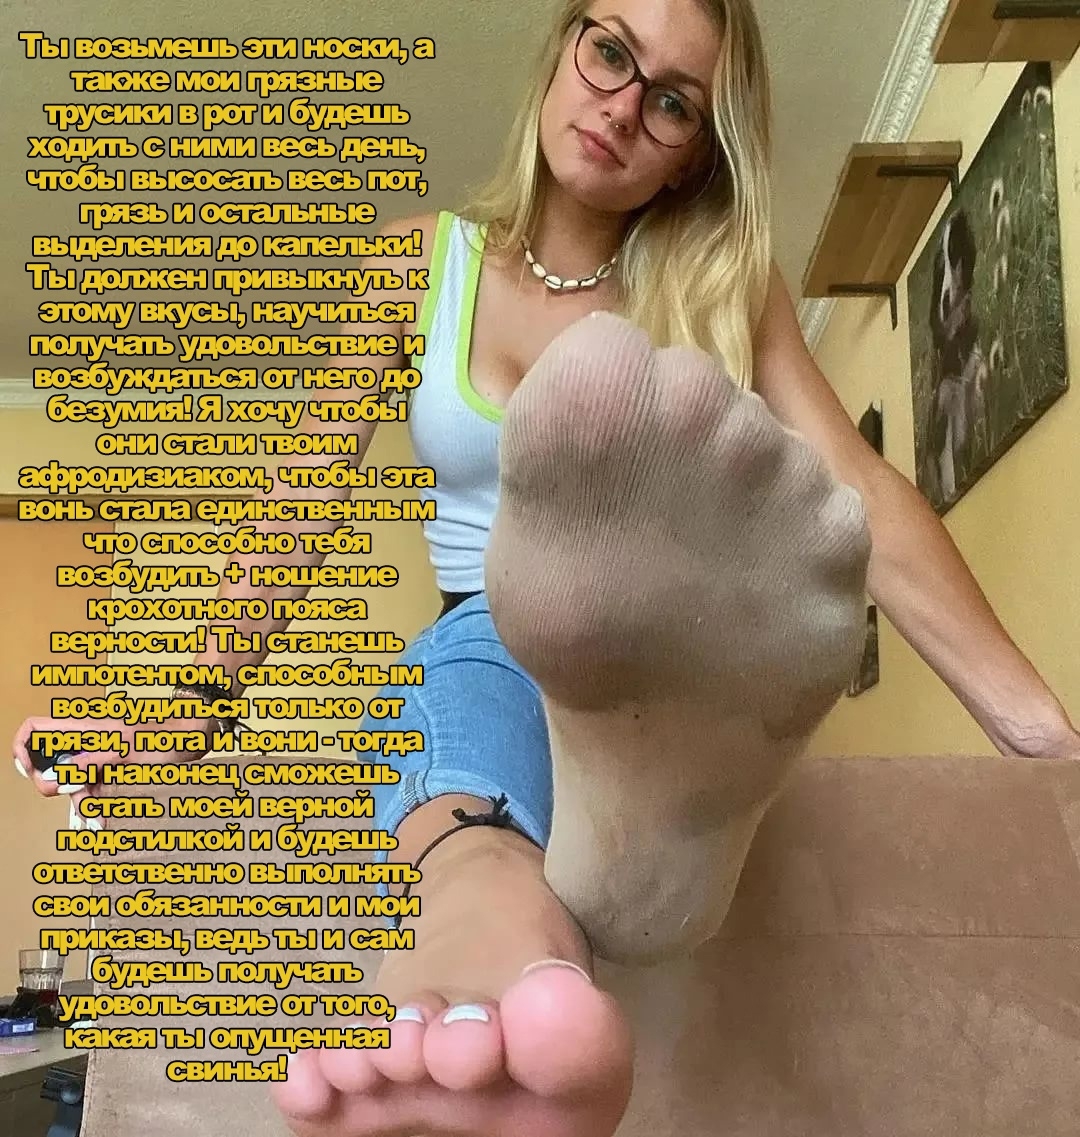 Ты возьмешь эти носки, а
также мои грязные
трусики в рот и будешь
ходить с ними весь день,
чтобы высосать весь пот,
грязь и остальные
выделения до капельки!
Ты должен привыкнуть к
этому вкусы, научиться
получать удовольствие и
возбуждаться от него до
безумия! Я хочу чтобы
они стали твоим
афродизиаком, чтобы эта
вонь стала единственным
что способно тебя
возбудить + ношение
крохотного пояса
верности! Ты станешь
импотентом, способным
возбудиться только от
грязи, пота и вони - тогда
ты наконец сможешь
стать моей верной
подстилкой и будешь
ответственно выполнять
свои обязанности и мои
приказы, ведь ты и сам
будешь получать
удовольствие от того,
какая ты опущенная
свинья!